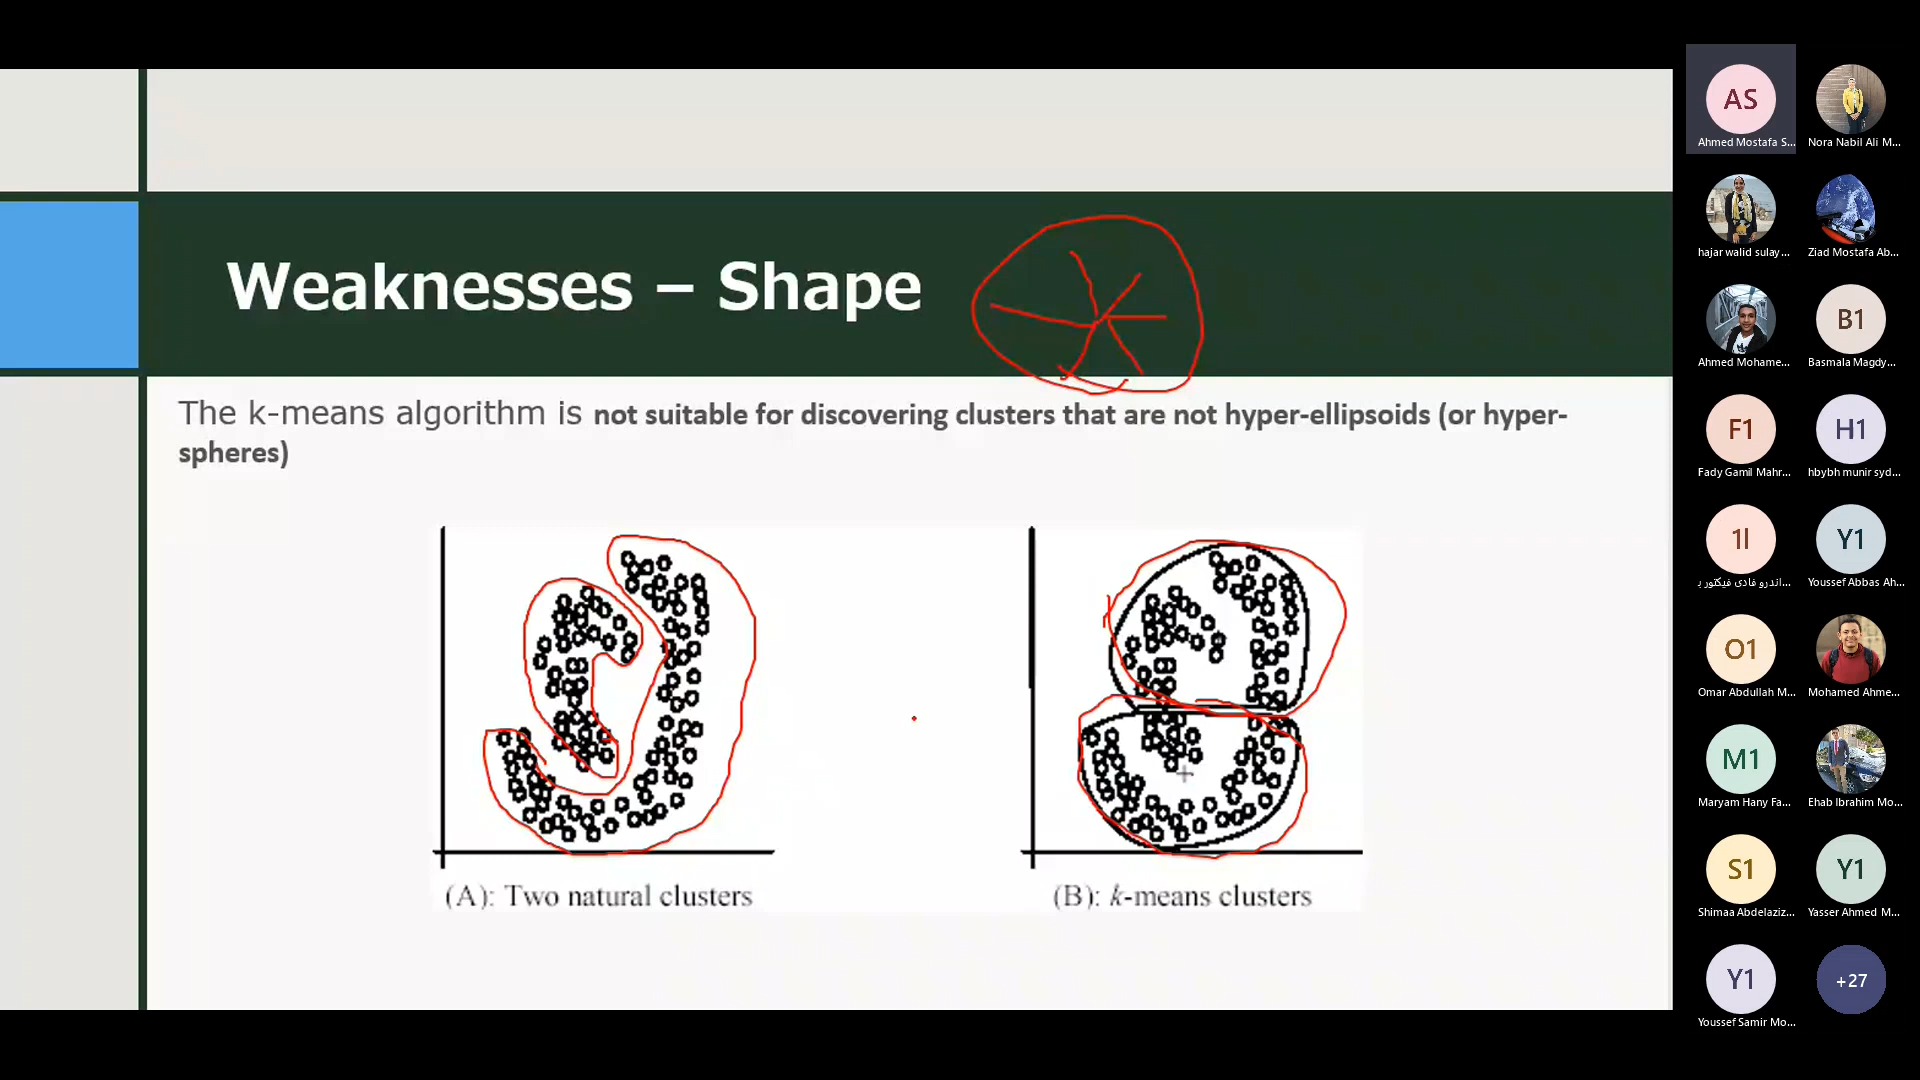 Weaknesses – Shape
The k-means algorithm is not suitable for discovering clusters that are not hyper-ellipsoids (or hyper-
spheres)
(A): Two natural clusters
(B): k-means clusters
AS
Ahmed Mostafa S...
Nora Nabil Ali M...
hajar walid sulay...
Ziad Mostafa Ab...
Ahmed Mohame...
B1
Basmala Magdy...
F1
Fady Gamil Mahr...
H1
hbybh munir syd...
1I
اندرو فادى فيكتور ب...
Y1
Youssef Abbas Ah...
O1
Omar Abdullah M...
Mohamed Ahme...
M1
Maryam Hany Fa...
Ehab Ibrahim Mo...
S1
Shimaa Abdelaziz...
Y1
Yasser Ahmed M...
Y1
Youssef Samir Mo...
+27